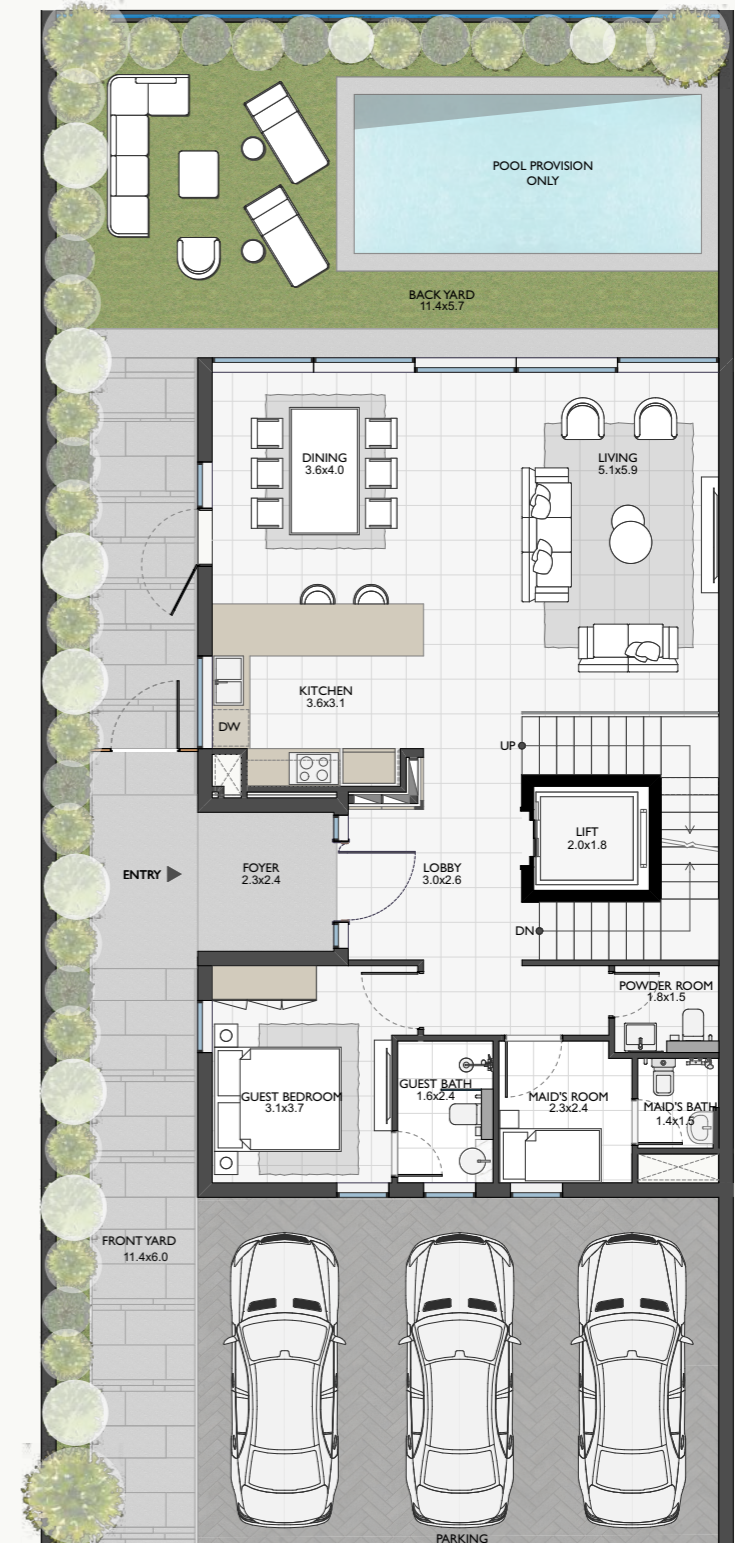 POOL PROVISION
ONLY
BACK YARD
11.4x5.7
DINING
3.6x4.0
LIVING
5.1x5.9
KITCHEN
3.6x3.1
DW
UP
LIFT
2.0x1.8
ENTRY
FOYER
2.3x2.4
LOBBY
3.0x2.6
DN
POWDER ROOM
1.8x1.5
GUEST BEDROOM
3.1x3.7
GUEST BATH
1.6x2.4
MAID'S ROOM
2.3x2.4
MAID'S BATH
1.4x1.5
FRONT YARD
11.4x6.0
PARKING